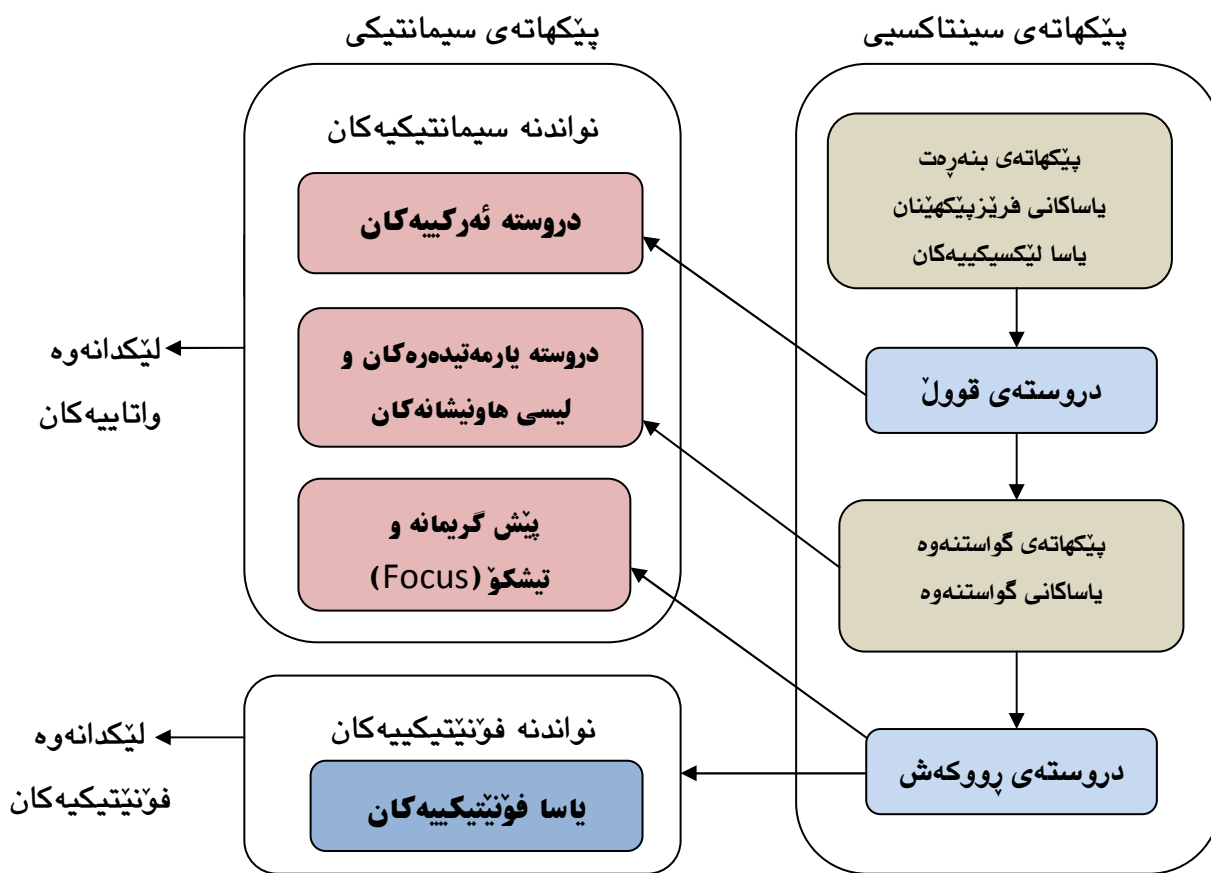 پێکهاتەی سینتاکسیی
پێکهاتەی بنەڕەت
یاساکانی فرێزپێکهێنان
یاسا لێکسیکییەکان
دروستەی قووڵ
پێکهاتەی گواستنەوە
یاساکانی گواستنەوە
دروستەی ڕووکەش
پێکهاتەی سیمانتیکی
نواندنە سیمانتیکیەکان
دروستە ئەرکییەکان
دروستە یارمەتیدەرەکان و
لیسی هاونیشانەکان
پێش گریمانە و
تیشکۆ (Focus)
نواندنە فۆنێتیکییەکان
یاسا فۆنێتیکییەکان
لێکدانەوە
واتاییەکان
لێکدانەوە
فۆنێتیکیەکان